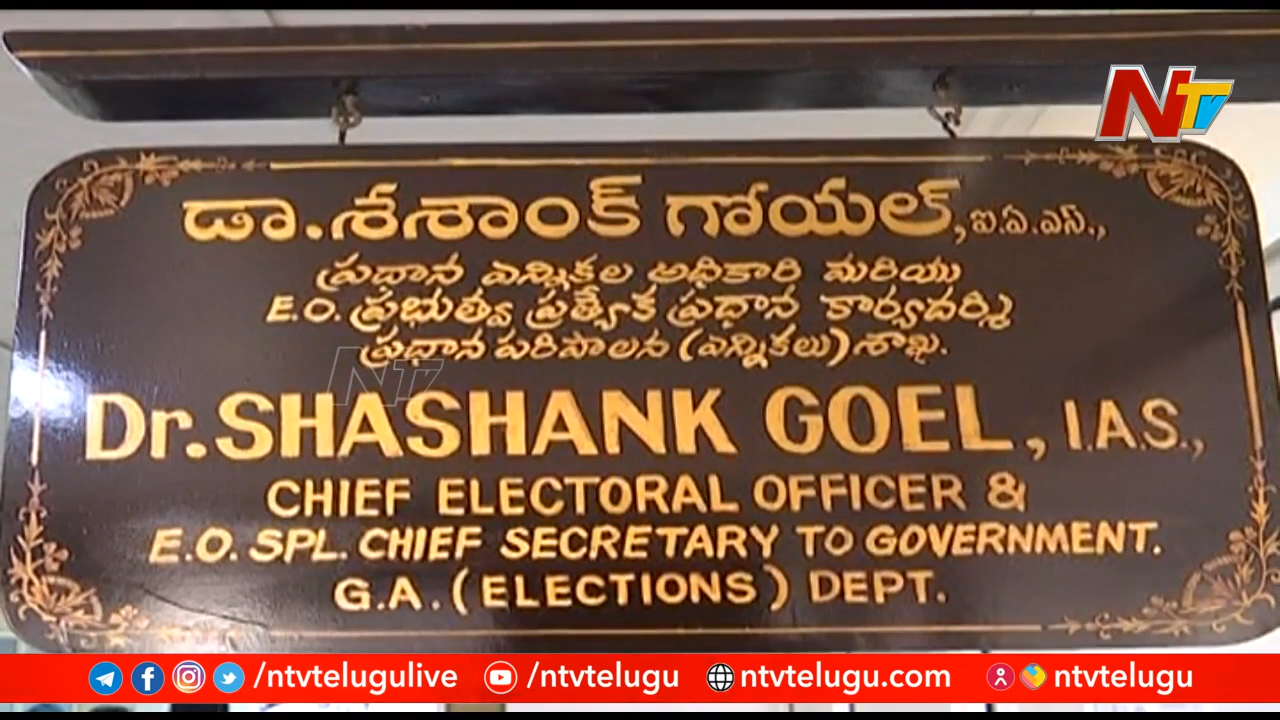 NTV
డా.శశాంక్ గోయల్, ఐ.ఏ.ఎస్.,
ప్రధాన ఎన్నికల అధికారి మరియు
E.O. ప్రభుత్వ ప్రత్యేక ప్రధాన కార్యదర్శి
ప్రధాన పరిపాలన (ఎన్నికలు) శాఖ.
NTV
Dr. SHASHANK GOEL, I.A.S.,
CHIEF ELECTORAL OFFICER &
E.O. SPL. CHIEF SECRETARY TO GOVERNMENT.
G.A. (ELECTIONS) DEPT.
/ntvtelugulive /ntvtelugu ntvtelugu.com ntvtelugu